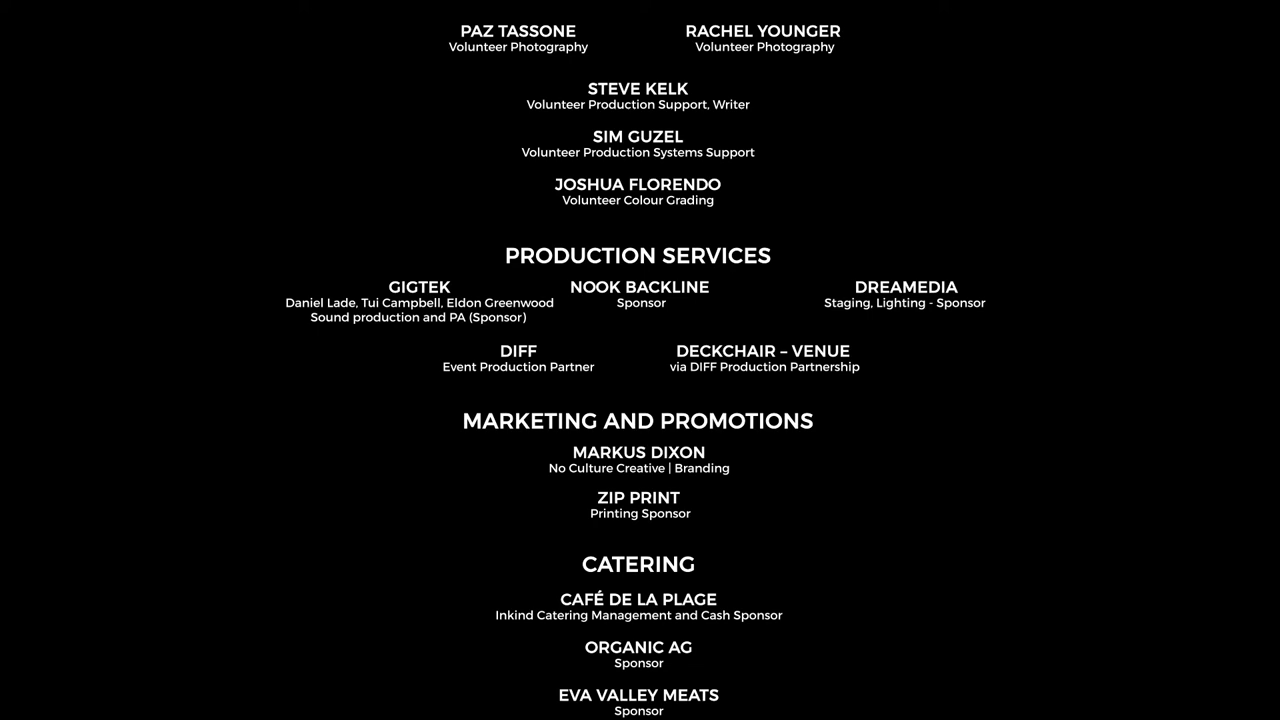 PAZ TASSONE
Volunteer Photography
RACHEL YOUNGER
Volunteer Photography
STEVE KELK
Volunteer Production Support, Writer
SIM GUZEL
Volunteer Production Systems Support
JOSHUA FLORENDO
Volunteer Colour Grading
PRODUCTION SERVICES
GIGTEK
Daniel Lade, Tui Campbell, Eldon Greenwood
Sound production and PA (Sponsor)
NOOK BACKLINE
Sponsor
DREAMEDIA
Staging, Lighting - Sponsor
DIFF
Event Production Partner
DECKCHAIR – VENUE
via DIFF Production Partnership
MARKETING AND PROMOTIONS
MARKUS DIXON
No Culture Creative | Branding
ZIP PRINT
Printing Sponsor
CATERING
CAFÉ DE LA PLAGE
Inkind Catering Management and Cash Sponsor
ORGANIC AG
Sponsor
EVA VALLEY MEATS
Sponsor